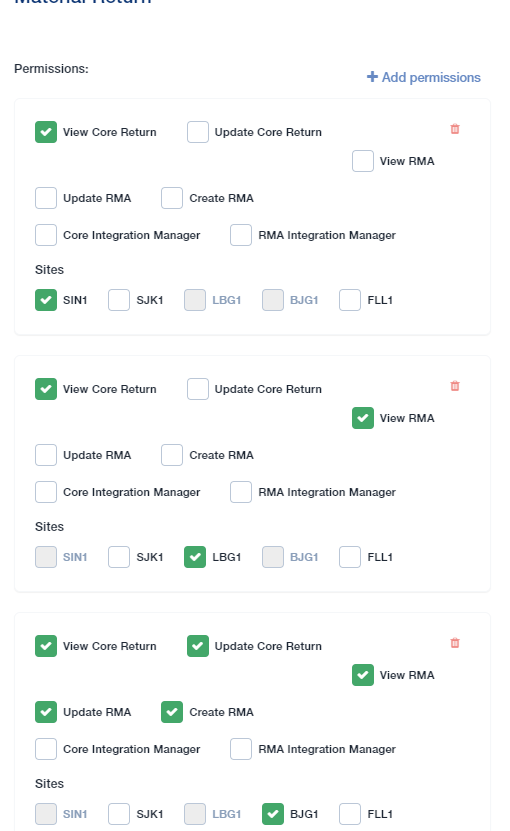 Material Return
Permissions:
Add permissions
View Core Return Update Core Return
View RMA
Update RMA Create RMA
Core Integration Manager RMA Integration Manager
Sites
SIN1 SJK1 LBG1 BJG1 FLL1
View Core Return Update Core Return
View RMA
Update RMA Create RMA
Core Integration Manager RMA Integration Manager
Sites
SIN1 SJK1 LBG1 BJG1 FLL1
View Core Return Update Core Return
View RMA
Update RMA Create RMA
Core Integration Manager RMA Integration Manager
Sites
SIN1 SJK1 LBG1 BJG1 FLL1